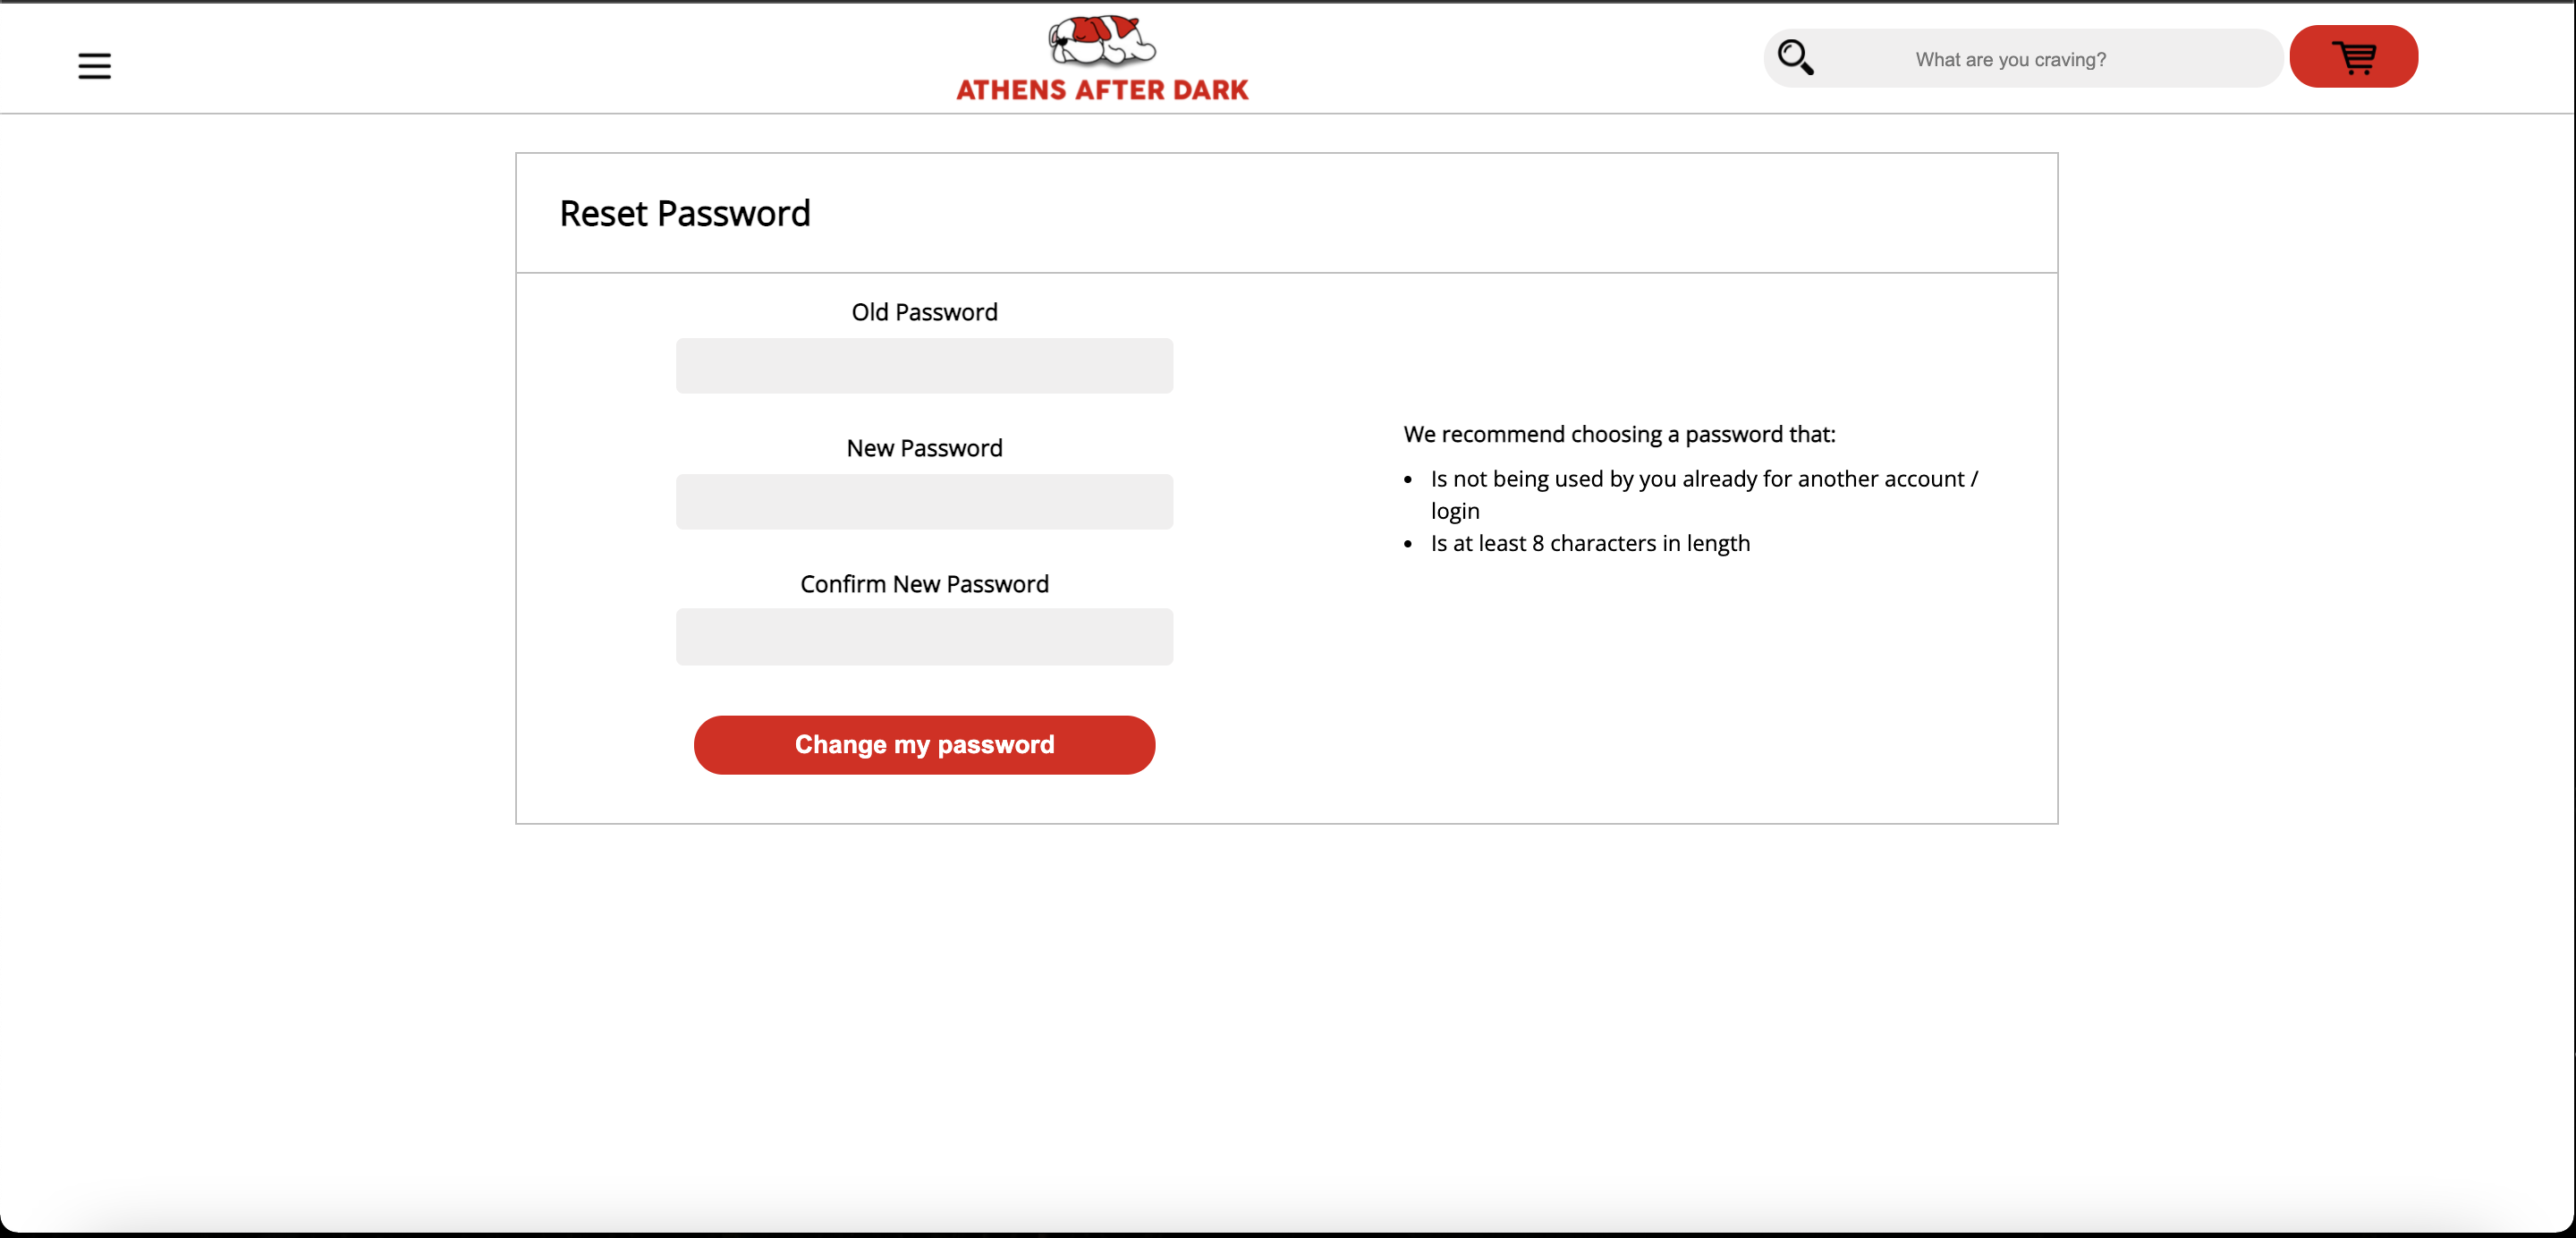 ATHENS AFTER DARK
What are you craving?
Reset Password
Old Password
New Password
Confirm New Password
Change my password
We recommend choosing a password that:
Is not being used by you already for another account /
login
Is at least 8 characters in length